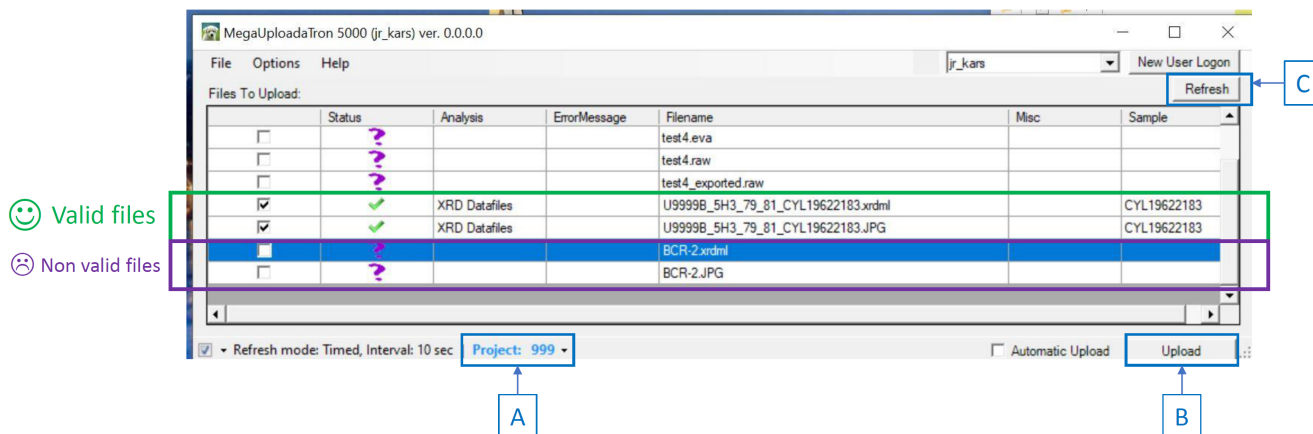 MegaUploadaTron 5000 (jr_kars) ver. 0.0.0.0
File Options Help jr_kars New User Logon
Files To Upload: Refresh C
Status Analysis ErrorMessage Filename Misc Sample
test4.eva
test4.raw
test4_exported.raw
Valid files XRD Datafiles U9999B_5H3_79_81_CYL19622183.xrdml CYL19622183
XRD Datafiles U9999B_5H3_79_81_CYL19622183.JPG CYL19622183
Non valid files BCR-2.xrdml
BCR-2.JPG
Refresh mode: Timed, Interval: 10 sec Project: 999 Automatic Upload Upload
A B